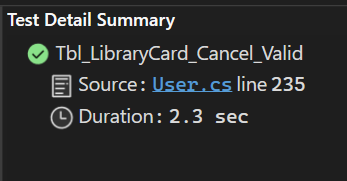 Test Detail Summary
Tbl_LibraryCard_Cancel_Valid
Source: User.cs line 235
Duration: 2.3 sec